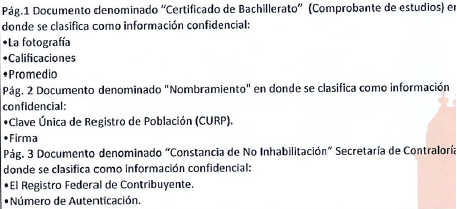 Pág.1 Documento denominado “Certificado de Bachillerato” (Comprobante de estudios) en
donde se clasifica como información confidencial:
•La fotografía
•Calificaciones
•Promedio
Pág. 2 Documento denominado "Nombramiento" en donde se clasifica como información
confidencial:
•Clave Única de Registro de Población (CURP).
•Firma
Pág. 3 Documento denominado “Constancia de No Inhabilitación” Secretaría de Contraloría
donde se clasifica como información confidencial:
•El Registro Federal de Contribuyente.
•Número de Autenticación.